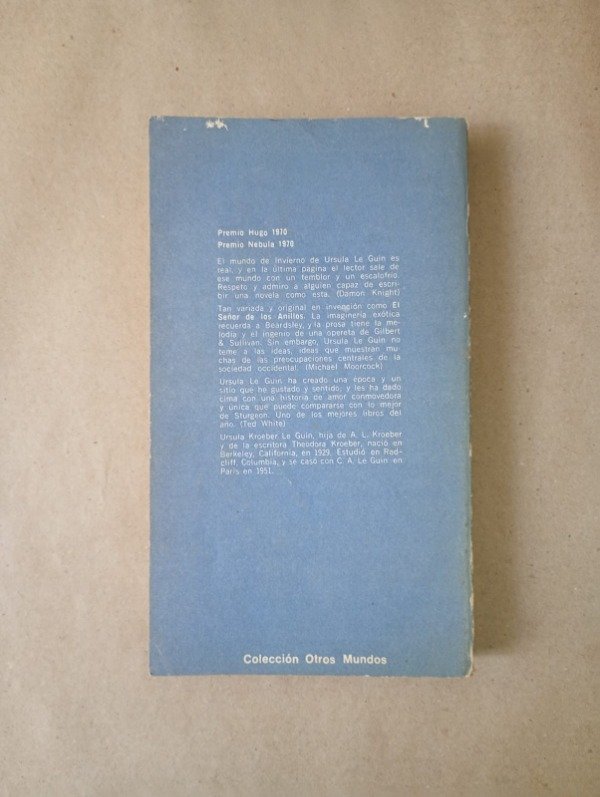 Premio Hugo 1970
Premio Nebula 1970
El mundo de Invierno de Ursula Le Guin es
real, y en la última página el lector sale de
ese mundo con un temblor y un escalofrío.
Respeto y admiro a alguien capaz de escri-
bir una novela como esta. (Damon Knight)
Tan variada y original en invención como El
Señor de los Anillos. La imaginería exótica
recuerda a Beardsley, y la prosa tiene la me-
lodía y el ingenio de una opereta de Gilbert
& Sullivan. Sin embargo, Ursula Le Guin no
teme a las ideas, ideas que muestran mu-
chas de las preocupaciones centrales de la
sociedad occidental. (Michael Moorcock)
Ursula Le Guin ha creado una época y un
sitio que he gustado y sentido, y les ha dado
cima con una historia de amor conmovedora
y única que puede compararse con lo mejor
de Sturgeon. Uno de los mejores libros del
año. (Ted White)
Ursula Kroeber Le Guin, hija de A. L. Kroeber
y de la escritora Theodora Kroeber, nació en
Berkeley, California, en 1929. Estudió en Red-
cliff, Columbia, y se casó con C. A. Le Guin en
París en 1951.
Colección Otros Mundos